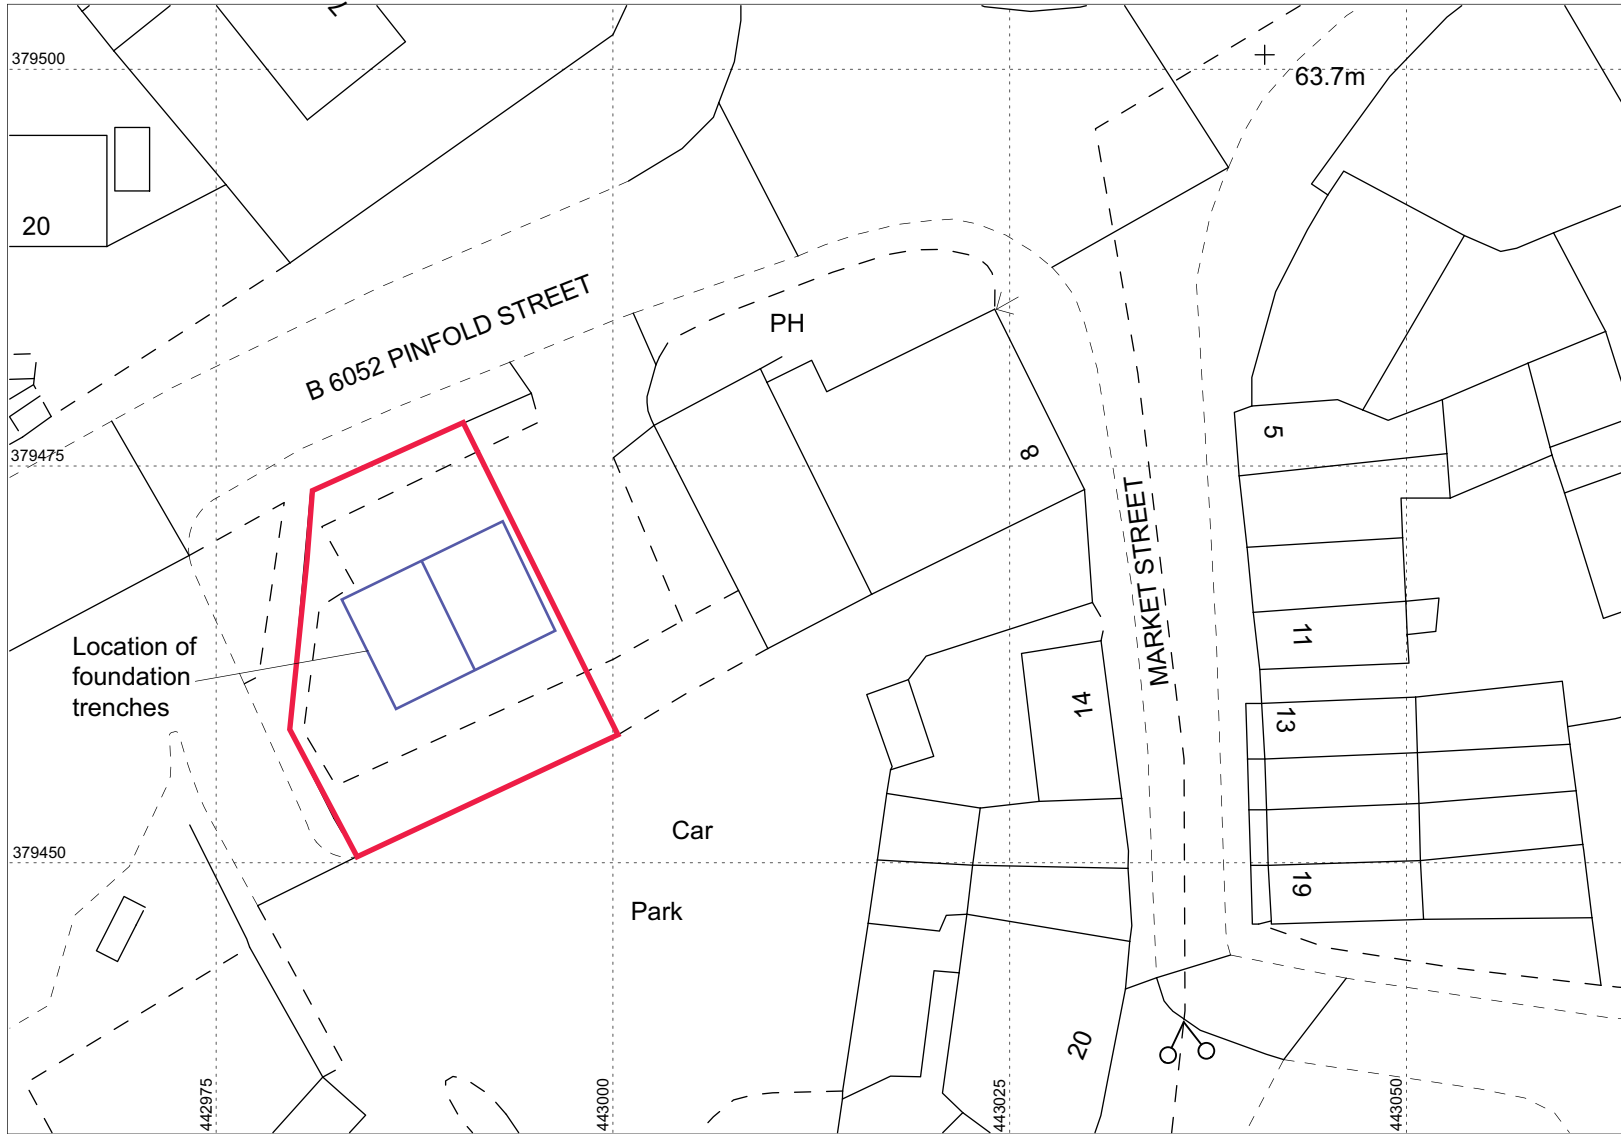 2
379500
63.7m
20
B 6052 PINFOLD STREET
PH
379475
5
8
MARKET STREET
Location of
foundation
trenches
11
14
13
Car
379450
19
Park
20
442975
443000
443025
443050